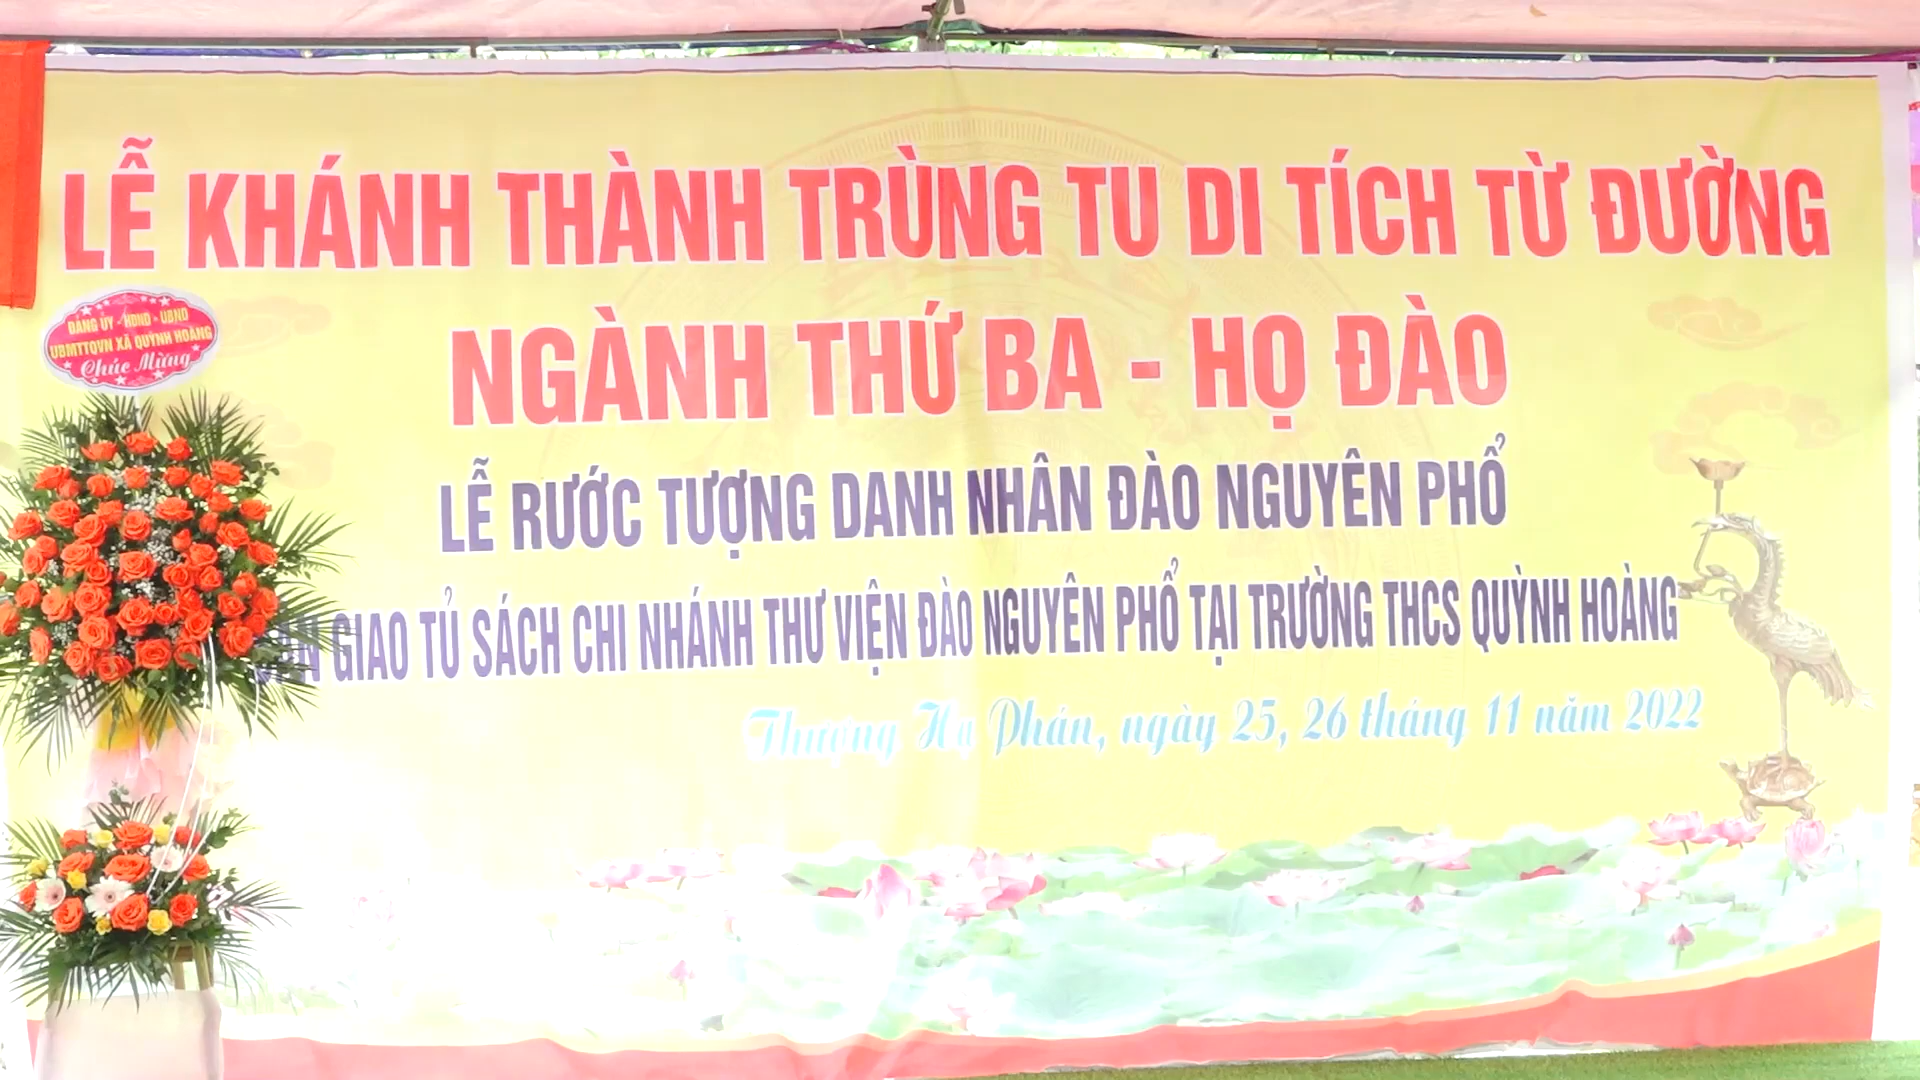 LỄ KHÁNH THÀNH TRÙNG TU DI TÍCH TỪ ĐƯỜNG
NGÀNH THỨ BA - HỌ ĐÀO
LỄ RƯỚC TƯỢNG DANH NHÂN ĐÀO NGUYÊN PHỔ
GIAO TỦ SÁCH CHI NHÁNH THƯ VIỆN ĐÀO NGUYÊN PHỔ TẠI TRƯỜNG THCS QUỲNH HOÀNG
Thượng Hạ Phán, ngày 25, 26 tháng 11 năm 2022
ĐẢNG ỦY - HĐND - UBND
UBMTTQVN XÃ QUỲNH HOÀNG
Chúc Mừng